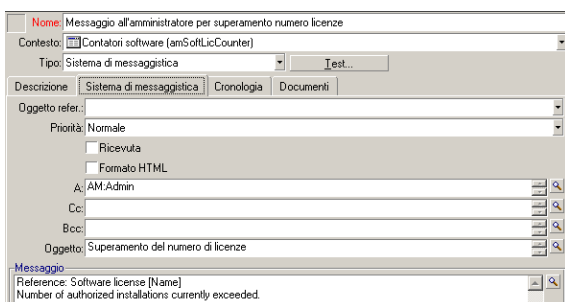 Nome: Messaggio all'amministratore per superamento numero licenze
Contesto: Contatori software (amSoftLicCounter)
Tipo: Sistema di messaggistica Test...
Descrizione Sistema di messaggistica Cronologia Documenti
Oggetto refer.:
Priorità: Normale
Ricevuta
Formato HTML
A: AM:Admin
Cc:
Bcc:
Oggetto: Superamento del numero di licenze
Messaggio
Reference: Software license [Name]
Number of authorized installations currently exceeded.